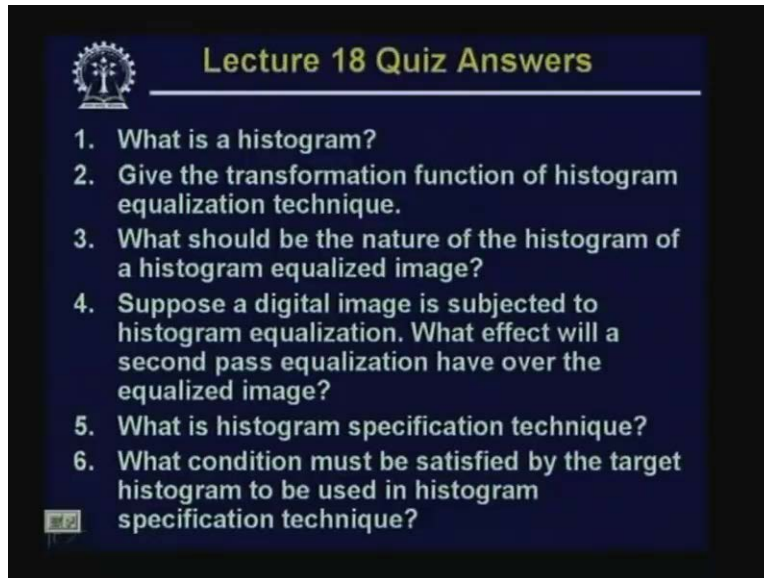 Lecture 18 Quiz Answers
1. What is a histogram?
2. Give the transformation function of histogram
equalization technique.
3. What should be the nature of the histogram of
a histogram equalized image?
4. Suppose a digital image is subjected to
histogram equalization. What effect will a
second pass equalization have over the
equalized image?
5. What is histogram specification technique?
6. What condition must be satisfied by the target
histogram to be used in histogram
specification technique?